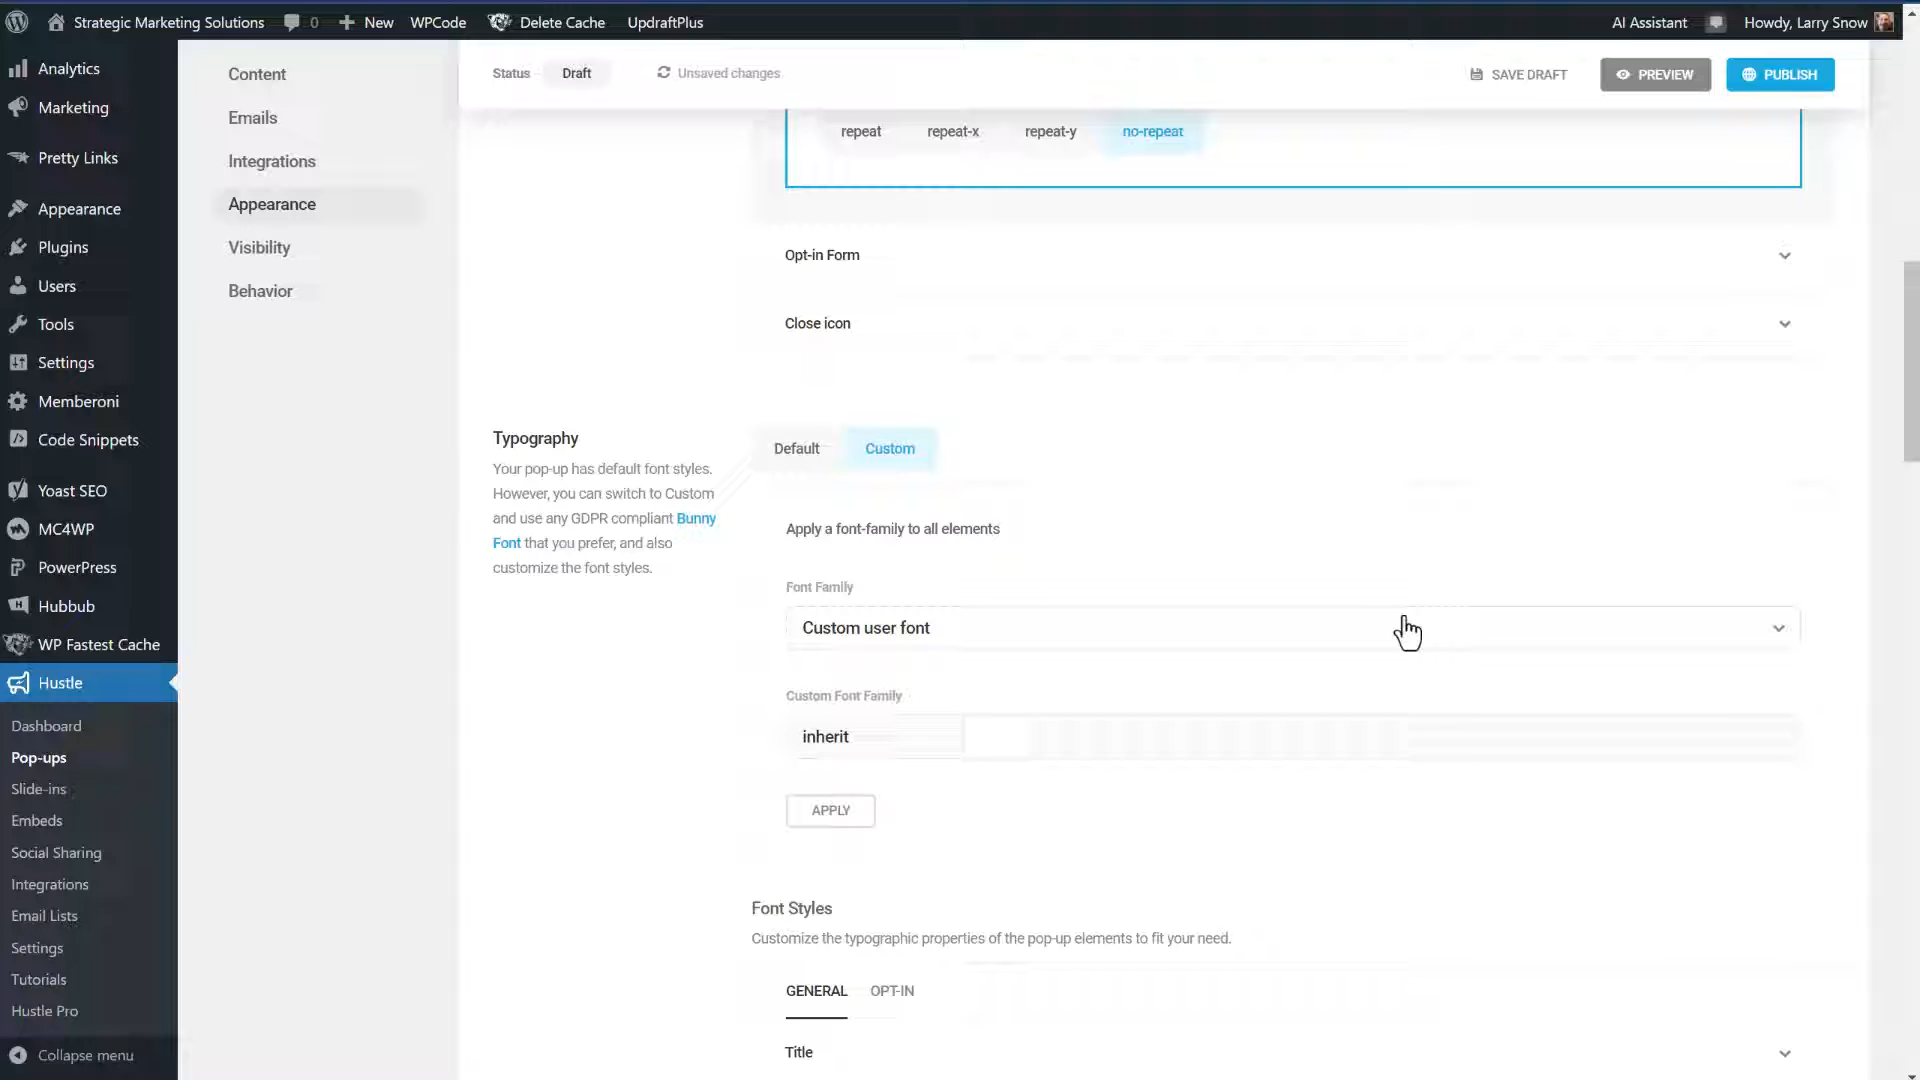 Strategic Marketing Solutions 0 New WPCode Delete Cache UpdraftPlus AI Assistant Howdy, Larry Snow
Analytics
Marketing
Pretty Links
Appearance
Plugins
Users
Tools
Settings
Memberoni
Code Snippets
Yoast SEO
MC4WP
PowerPress
Hubbub
WP Fastest Cache
Hustle
Dashboard
Pop-ups
Slide-ins
Embeds
Social Sharing
Integrations
Email Lists
Settings
Tutorials
Hustle Pro
Collapse menu
Content
Emails
Integrations
Appearance
Visibility
Behavior
Status Draft Unsaved changes SAVE DRAFT PREVIEW PUBLISH
repeat repeat-x repeat-y no-repeat
Opt-in Form
Close icon
Typography
Your pop-up has default font styles.
However, you can switch to Custom
and use any GDPR compliant Bunny
Font that you prefer, and also
customize the font styles.
Default Custom
Apply a font-family to all elements
Font Family
Custom user font
Custom Font Family
inherit
APPLY
Font Styles
Customize the typographic properties of the pop-up elements to fit your need.
GENERAL OPT-IN
Title